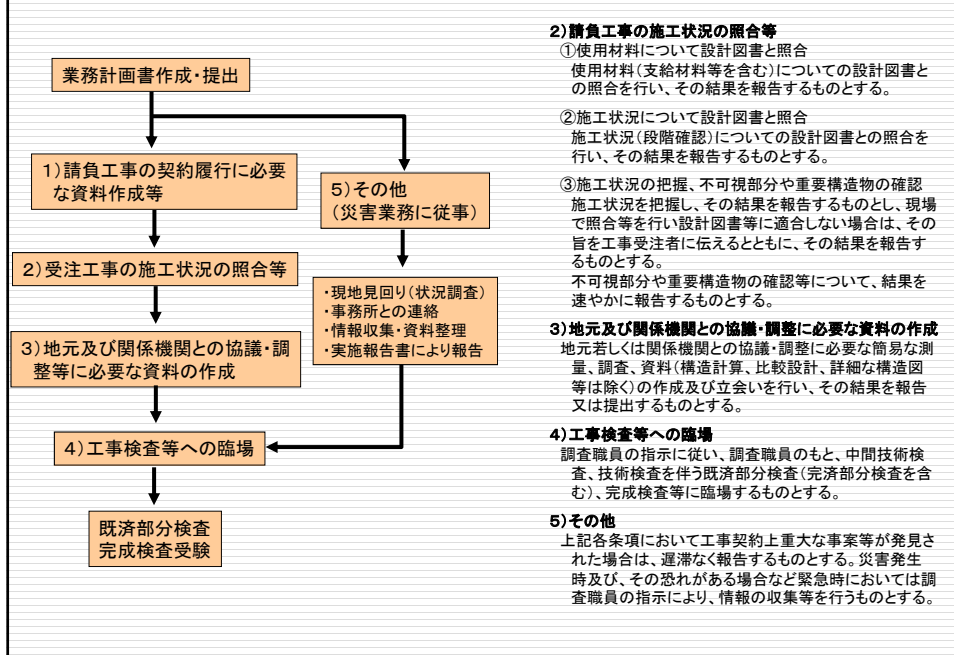 業務計画書作成・提出
1)請負工事の契約履行に必要
な資料作成等
5)その他
(災害業務に従事)
2)受注工事の施工状況の照合等
・現地見回り(状況調査)
・事務所との連絡
・情報収集・資料整理
・実施報告書により報告
3)地元及び関係機関との協議・調
整等に必要な資料の作成
4)工事検査等への臨場
既済部分検査
完成検査受験
2)請負工事の施工状況の照合等
①使用材料について設計図書と照合
使用材料(支給材料等を含む)についての設計図書と
の照合を行い、その結果を報告するものとする。
②施工状況について設計図書と照合
施工状況(段階確認)についての設計図書との照合を
行い、その結果を報告するものとする。
③施工状況の把握、不可視部分や重要構造物の確認
施工状況を把握し、その結果を報告するものとし、現場
で照合等を行い設計図書等に適合しない場合は、その
旨を工事受注者に伝えるとともに、その結果を報告す
るものとする。
不可視部分や重要構造物の確認等について、結果を
速やかに報告するものとする。
3)地元及び関係機関との協議・調整に必要な資料の作成
地元若しくは関係機関との協議・調整に必要な簡易な測
量、調査、資料(構造計算、比較設計、詳細な構造図
等は除く)の作成及び立会いを行い、その結果を報告
又は提出するものとする。
4)工事検査等への臨場
調査職員の指示に従い、調査職員のもと、中間技術検
査、技術検査を伴う既済部分検査(完済部分検査を含
む)、完成検査等に臨場するものとする。
5)その他
上記各条項において工事契約上重大な事案等が発見さ
れた場合は、遅滞なく報告するものとする。災害発生
時及び、その恐れがある場合など緊急時においては調
査職員の指示により、情報の収集等を行うものとする。